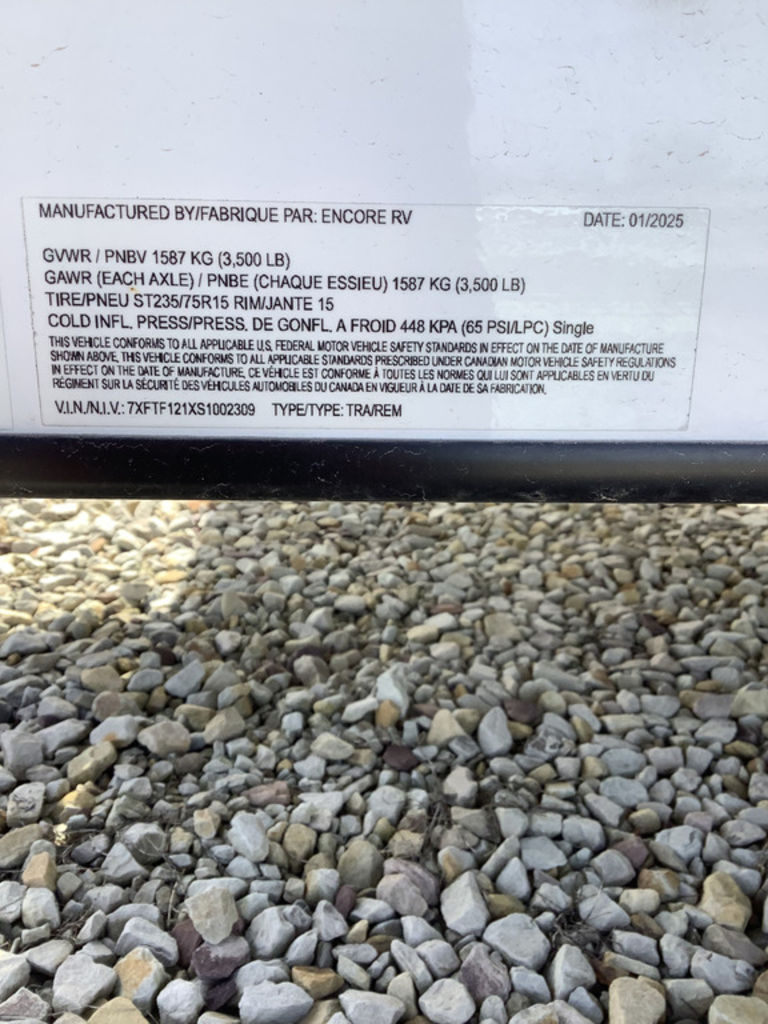 MANUFACTURED BY/FABRIQUE PAR: ENCORE RV DATE: 01/2025
GVWR / PNBV 1587 KG (3,500 LB)
GAWR (EACH AXLE) / PNBE (CHAQUE ESSIEU) 1587 KG (3,500 LB)
TIRE/PNEU ST235/75R15 RIM/JANTE 15
COLD INFL. PRESS/PRESS. DE GONFL. A FROID 448 KPA (65 PSI/LPC) Single
THIS VEHICLE CONFORMS TO ALL APPLICABLE U.S. FEDERAL MOTOR VEHICLE SAFETY STANDARDS IN EFFECT ON THE DATE OF MANUFACTURE
SHOWN ABOVE. THIS VEHICLE CONFORMS TO ALL APPLICABLE STANDARDS PRESCRIBED UNDER CANADIAN MOTOR VEHICLE SAFETY REGULATIONS
IN EFFECT ON THE DATE OF MANUFACTURE. CE VÉHICLE EST CONFORME À TOUTES LES NORMES QUI LUI SONT APPLICABLES EN VERTU DU
RÉGIMENT SUR LA SÉCURITÉ DES VÉHICULES AUTOMOBILES DU CANADA EN VIGUEUR À LA DATE DE SA FABRICATION.
V.I.N./N.I.V.: 7XFTF121XS1002309 TYPE/TYPE: TRA/REM